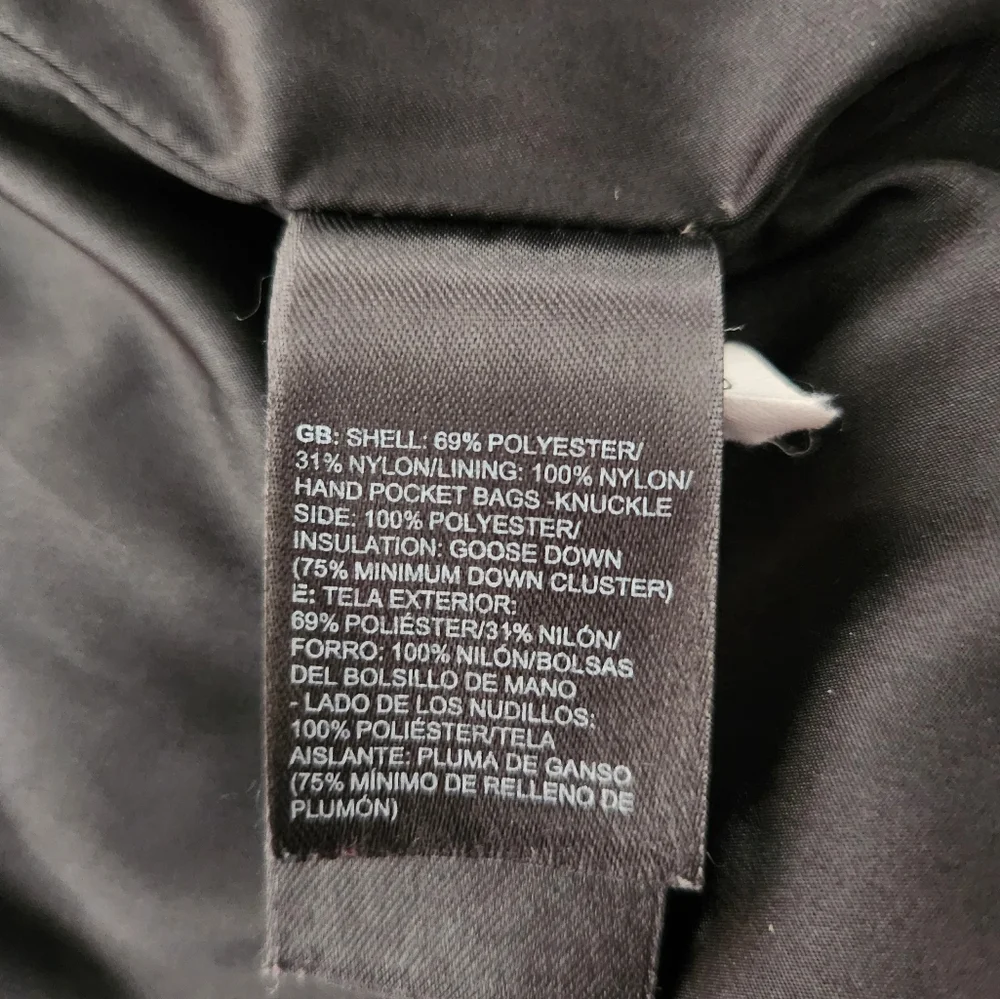 GB: SHELL: 69% POLYESTER/
31% NYLON/LINING: 100% NYLON/
HAND POCKET BAGS -KNUCKLE
SIDE: 100% POLYESTER/
INSULATION: GOOSE DOWN
(75% MINIMUM DOWN CLUSTER)
E: TELA EXTERIOR:
69% POLIÉSTER/31% NILÓN/
FORRO: 100% NILÓN/BOLSAS
DEL BOLSILLO DE MANO
- LADO DE LOS NUDILLOS:
100% POLIÉSTER/TELA
AISLANTE: PLUMA DE GANSO
(75% MÍNIMO DE RELLENO DE
PLUMÓN)